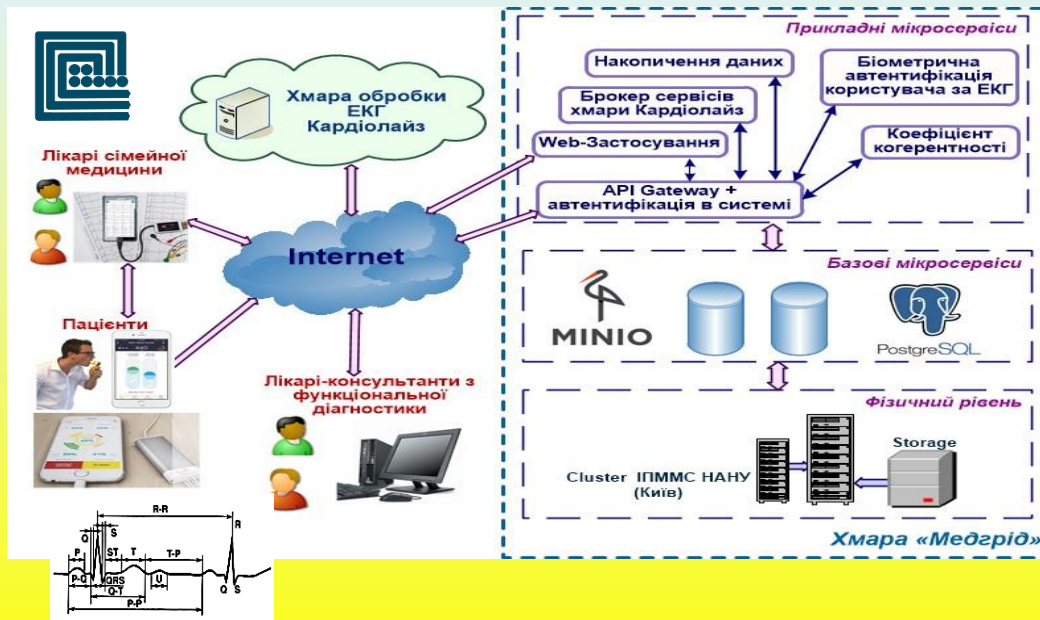 Хмара обробки
ЕКГ
Кардіолайз
Лікарі сімейної
медицини
Internet
Пацієнти
Лікарі-консультанти з
функціональної
діагностики
Прикладні мікросервіси
Накопичення даних
Біометрична
автентифікація
користувача за ЕКГ
Брокер сервісів
хмари Кардіолайз
Web-Застосування
Коефіцієнт
когерентності
API Gateway +
автентифікація в системі
Базові мікросервіси
MINIO
PostgreSQL
Фізичний рівень
Storage
Cluster ІПММС НАНУ
(Київ)
Хмара «Медгрід»
R-R
Q
S
R
P
ST
T
T-P
P-Q
QRS
U
Q
S
Q-T
P-P